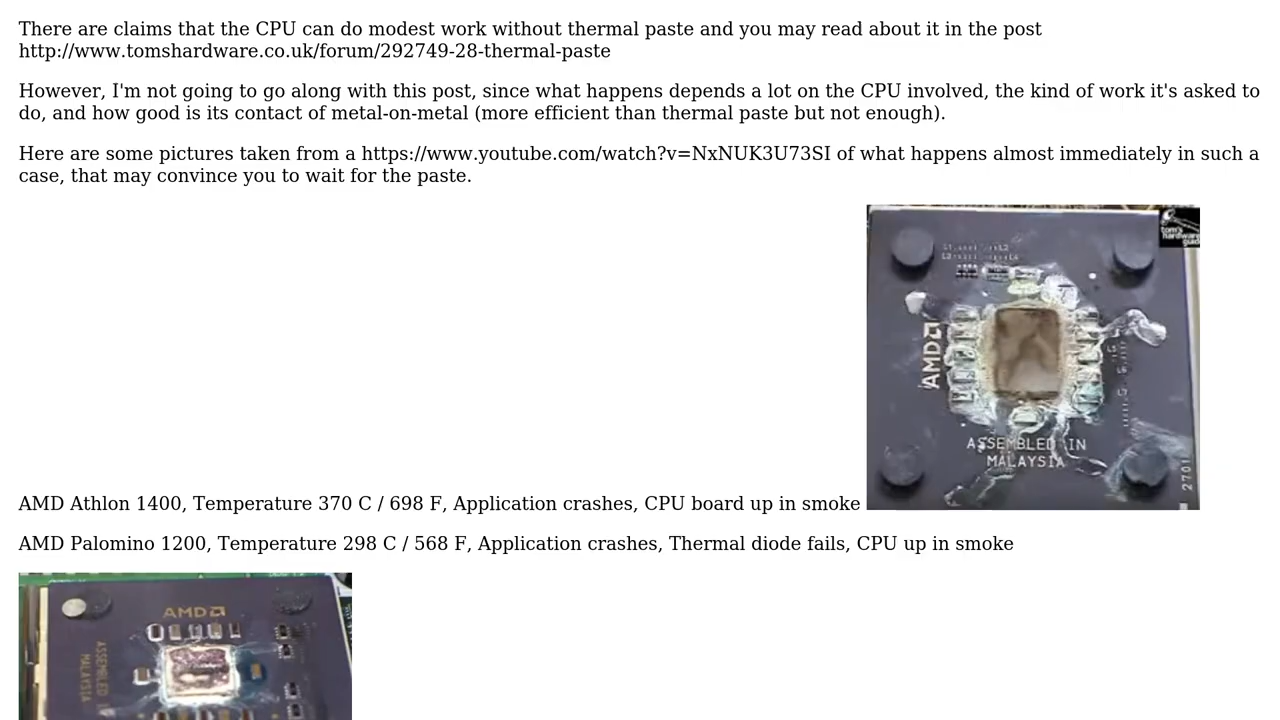 There are claims that the CPU can do modest work without thermal paste and you may read about it in the post
http://www.tomshardware.co.uk/forum/292749-28-thermal-paste
However, I'm not going to go along with this post, since what happens depends a lot on the CPU involved, the kind of work it's asked to
do, and how good is its contact of metal-on-metal (more efficient than thermal paste but not enough).
Here are some pictures taken from a https://www.youtube.com/watch?v=NxNUK3U73SI of what happens almost immediately in such a
case, that may convince you to wait for the paste.
tom's
hardware
guide
AMD
ASSEMBLED IN
MALAYSIA
2701
AMD Athlon 1400, Temperature 370 C / 698 F, Application crashes, CPU board up in smoke
AMD Palomino 1200, Temperature 298 C / 568 F, Application crashes, Thermal diode fails, CPU up in smoke
AMD
ASSEMBLED
MALAYSIA